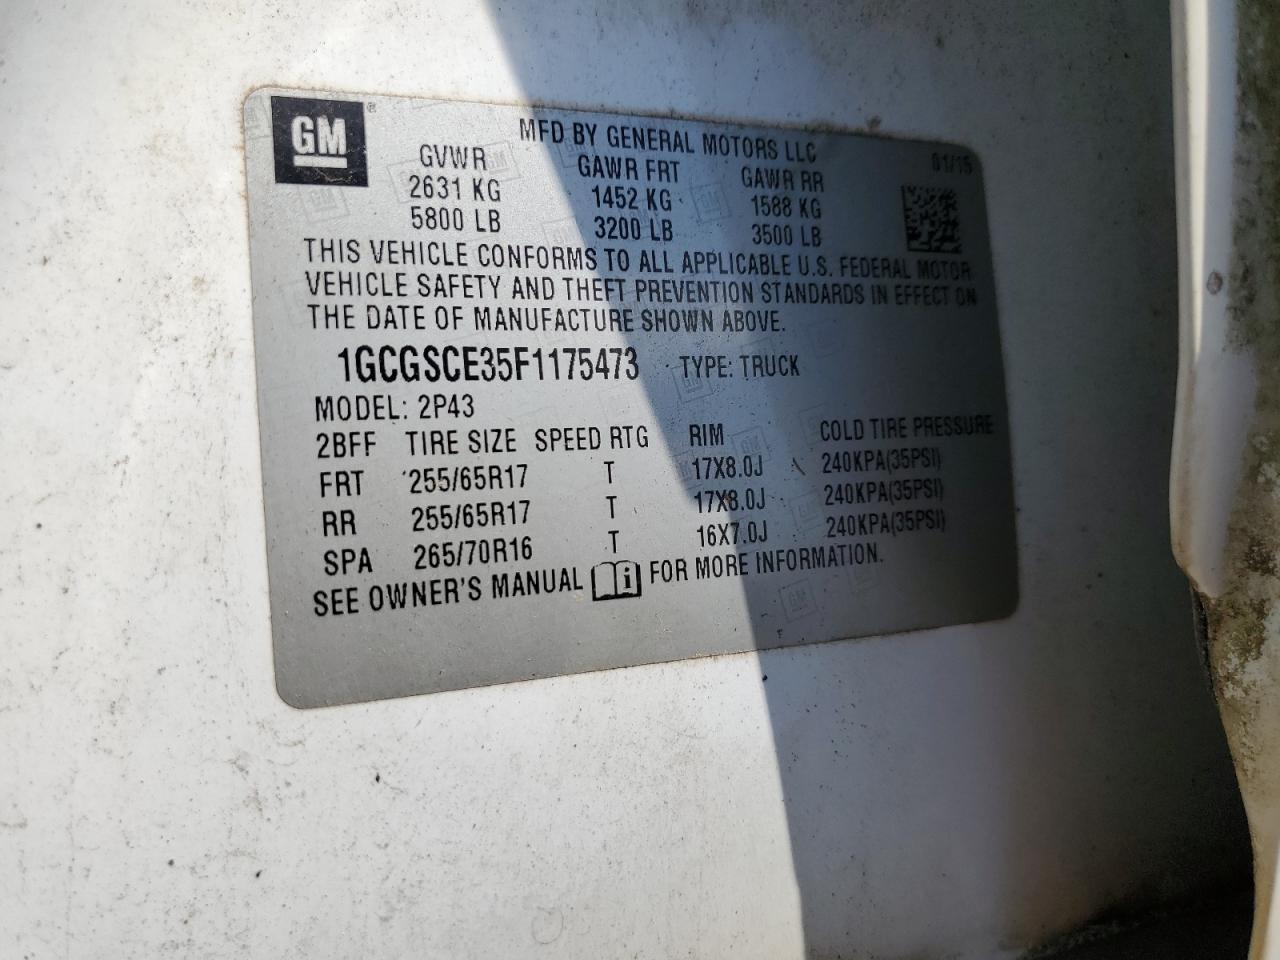 GM ®
MFD BY GENERAL MOTORS LLC 01/15
GVWR GAWR FRT GAWR RR
2631 KG 1452 KG 1588 KG
5800 LB 3200 LB 3500 LB
THIS VEHICLE CONFORMS TO ALL APPLICABLE U.S. FEDERAL MOTOR
VEHICLE SAFETY AND THEFT PREVENTION STANDARDS IN EFFECT ON
THE DATE OF MANUFACTURE SHOWN ABOVE.
1GCGSCE35F1175473 TYPE: TRUCK
MODEL: 2P43
2BFF TIRE SIZE SPEED RTG RIM COLD TIRE PRESSURE
FRT 255/65R17 T 17X8.0J 240KPA(35PSI)
RR 255/65R17 T 17X8.0J 240KPA(35PSI)
SPA 265/70R16 T 16X7.0J 240KPA(35PSI)
SEE OWNER'S MANUAL i FOR MORE INFORMATION.